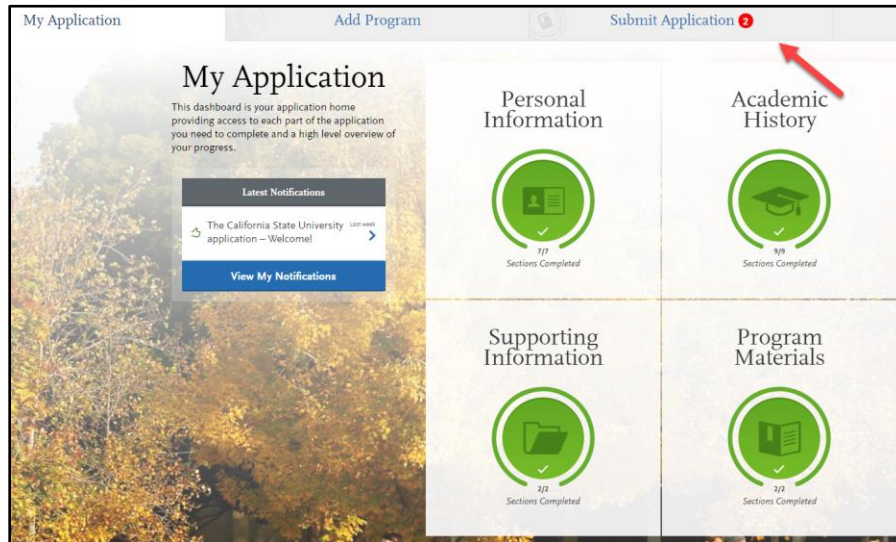 My Application
Add Program
Submit Application 2
My Application
This dashboard is your application home
providing access to each part of the application
you need to complete and a high level overview of
your progress.
Latest Notifications
The California State University Last week
application – Welcome!
View My Notifications
Personal
Information
7/7
Sections Completed
Academic
History
9/9
Sections Completed
Supporting
Information
2/2
Sections Completed
Program
Materials
2/2
Sections Completed